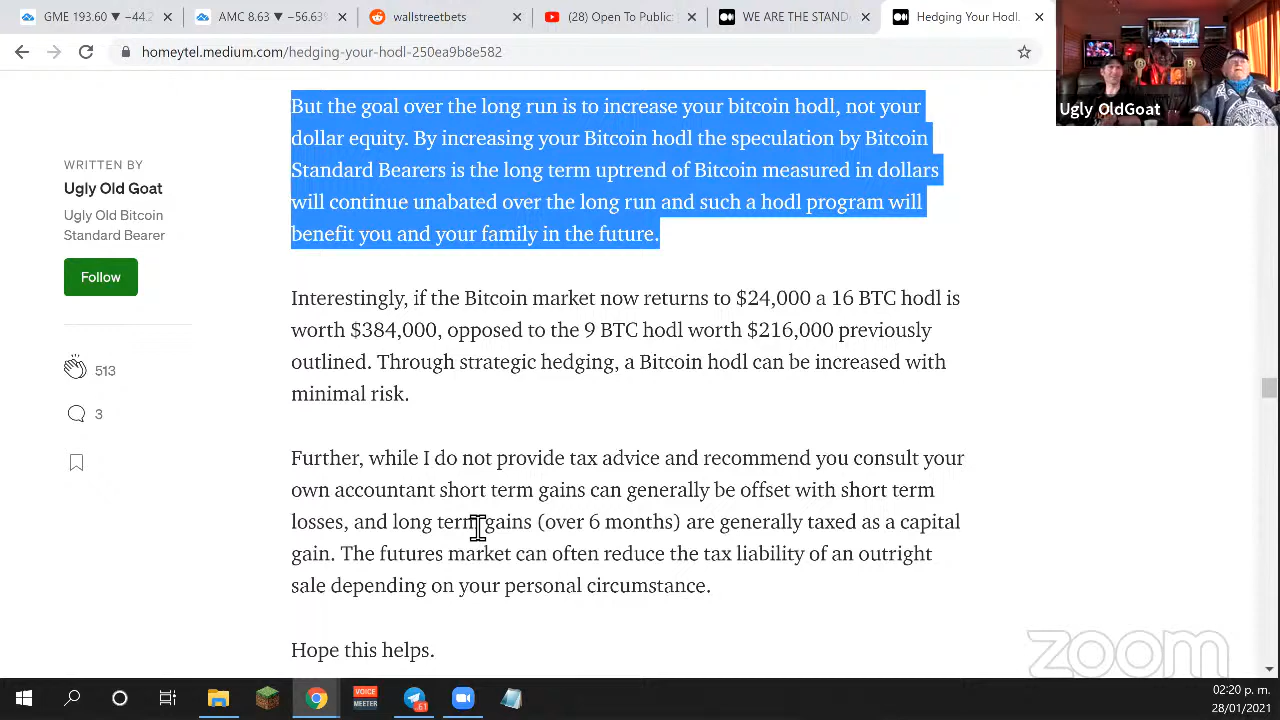 GME 193.60 ▾ -44.2
AMC 8.63 ▾ -56.63%
wallstreetbets
(28) Open To Public:
WE ARE THE STAND
Hedging Your HODL.
homeytel.medium.com/hedging-your-hodl-250ea9b6e582
Ugly OldGoat
But the goal over the long run is to increase your bitcoin hodl, not your
dollar equity. By increasing your Bitcoin hodl the speculation by Bitcoin
Standard Bearers is the long term uptrend of Bitcoin measured in dollars
will continue unabated over the long run and such a hodl program will
benefit you and your family in the future.
WRITTEN BY
Ugly Old Goat
Ugly Old Bitcoin
Standard Bearer
Follow
513
3
Interestingly, if the Bitcoin market now returns to $24,000 a 16 BTC hodl is
worth $384,000, opposed to the 9 BTC hodl worth $216,000 previously
outlined. Through strategic hedging, a Bitcoin hodl can be increased with
minimal risk.
Further, while I do not provide tax advice and recommend you consult your
own accountant short term gains can generally be offset with short term
losses, and long term gains (over 6 months) are generally taxed as a capital
gain. The futures market can often reduce the tax liability of an outright
sale depending on your personal circumstance.
Hope this helps.
zoom
VOICE
MEETER
61
02:20 p. m.
28/01/2021